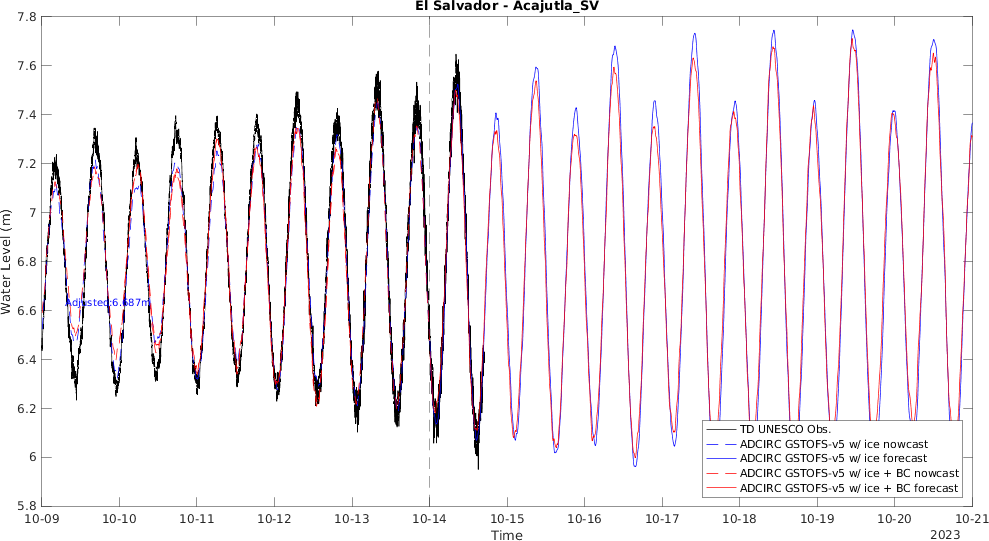 El Salvador - Acajutla_SV
Water Level (m)
7.8
7.6
7.4
7.2
7
6.8
6.6
6.4
6.2
6
5.8
Adjusted:6.687m
TD UNESCO Obs.
ADCIRC GSTOFS-v5 w/ ice nowcast
ADCIRC GSTOFS-v5 w/ ice forecast
ADCIRC GSTOFS-v5 w/ ice + BC nowcast
ADCIRC GSTOFS-v5 w/ ice + BC forecast
10-09 10-10 10-11 10-12 10-13 10-14 10-15 10-16 10-17 10-18 10-19 10-20 10-21
Time
2023